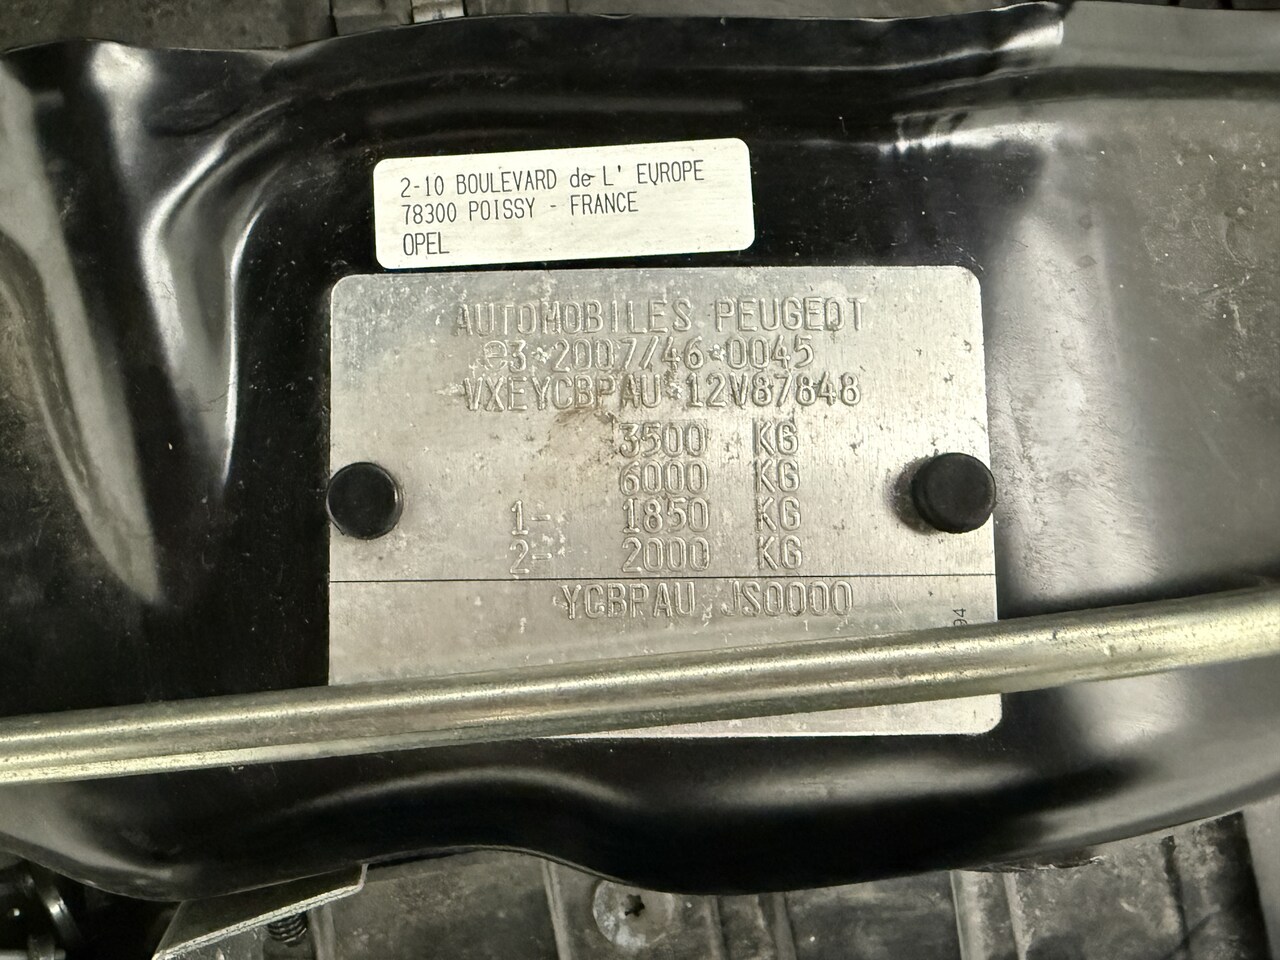 2-10 BOULEVARD de L' EUROPE
78300 POISSY - FRANCE
OPEL
AUTOMOBILES PEUGEOT
e3*2007/46*0045
VXEYCBPAU 12V87848
3500 KG
6000 KG
1- 1850 KG
2- 2000 KG
YCBPAU JS0000